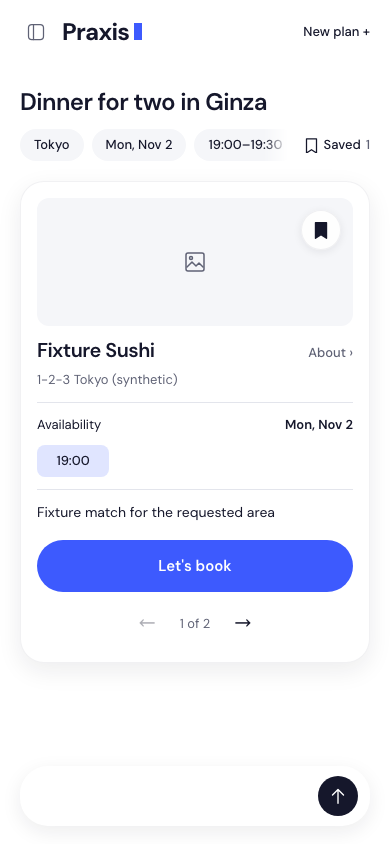 Praxis
New plan +
Dinner for two in Ginza
Tokyo
Mon, Nov 2
19:00–19:30
Saved 1
Fixture Sushi
About ›
1-2-3 Tokyo (synthetic)
Availability
Mon, Nov 2
19:00
Fixture match for the requested area
Let's book
← 1 of 2 →